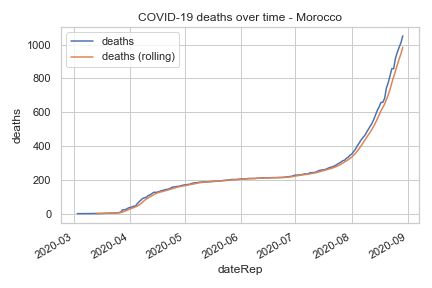 COVID-19 deaths over time - Morocco
deaths
deaths (rolling)
1000
800
600
400
200
0
deaths
2020-03
2020-04
2020-05
2020-06
2020-07
2020-08
2020-09
dateRep